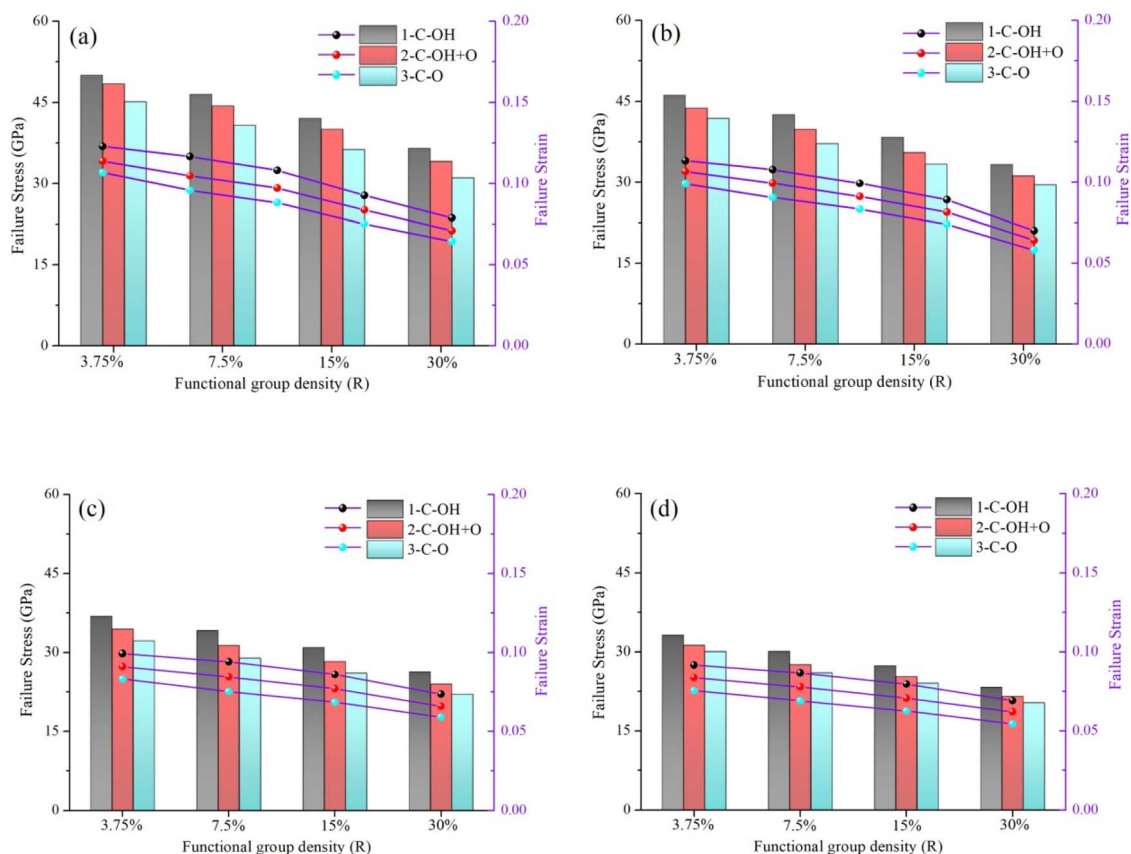 (a)
1-C-OH
2-C-OH+O
3-C-O
60
45
30
15
0
Failure Stress (GPa)
0.20
0.15
0.10
0.05
0.00
Failure Strain
3.75% 7.5% 15% 30%
Functional group density (R)
(b)
1-C-OH
2-C-OH+O
3-C-O
60
45
30
15
0
Failure Stress (GPa)
0.20
0.15
0.10
0.05
0.00
Failure Strain
3.75% 7.5% 15% 30%
Functional group density (R)
(c)
1-C-OH
2-C-OH+O
3-C-O
60
45
30
15
0
Failure Stress (GPa)
0.20
0.15
0.10
0.05
0.00
Failure Strain
3.75% 7.5% 15% 30%
Functional group density (R)
(d)
1-C-OH
2-C-OH+O
3-C-O
60
45
30
15
0
Failure Stress (GPa)
0.20
0.15
0.10
0.05
0.00
Failure Strain
3.75% 7.5% 15% 30%
Functional group density (R)